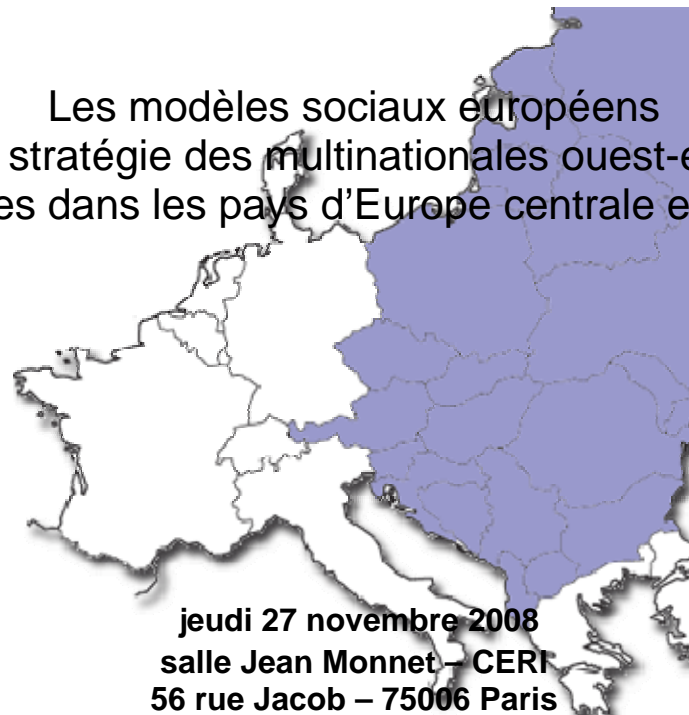 Les modèles sociaux européens
stratégie des multinationales ouest-e
es dans les pays d’Europe centrale e
jeudi 27 novembre 2008
salle Jean Monnet – CERI
56 rue Jacob – 75006 Paris